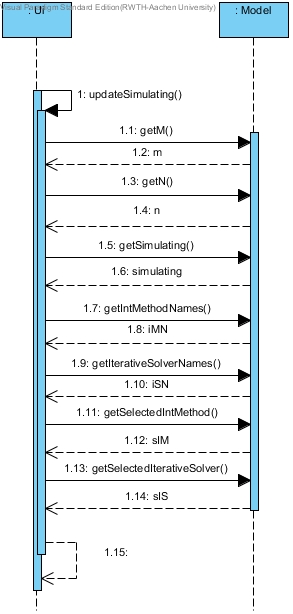 Visual Paradigm Standard Edition(RWTH-Aachen University)
: UI
: Model
1: updateSimulating()
1.1: getM()
1.2: m
1.3: getN()
1.4: n
1.5: getSimulating()
1.6: simulating
1.7: getIntMethodNames()
1.8: iMN
1.9: getIterativeSolverNames()
1.10: iSN
1.11: getSelectedIntMethod()
1.12: sIM
1.13: getSelectedIterativeSolver()
1.14: sIS
1.15: